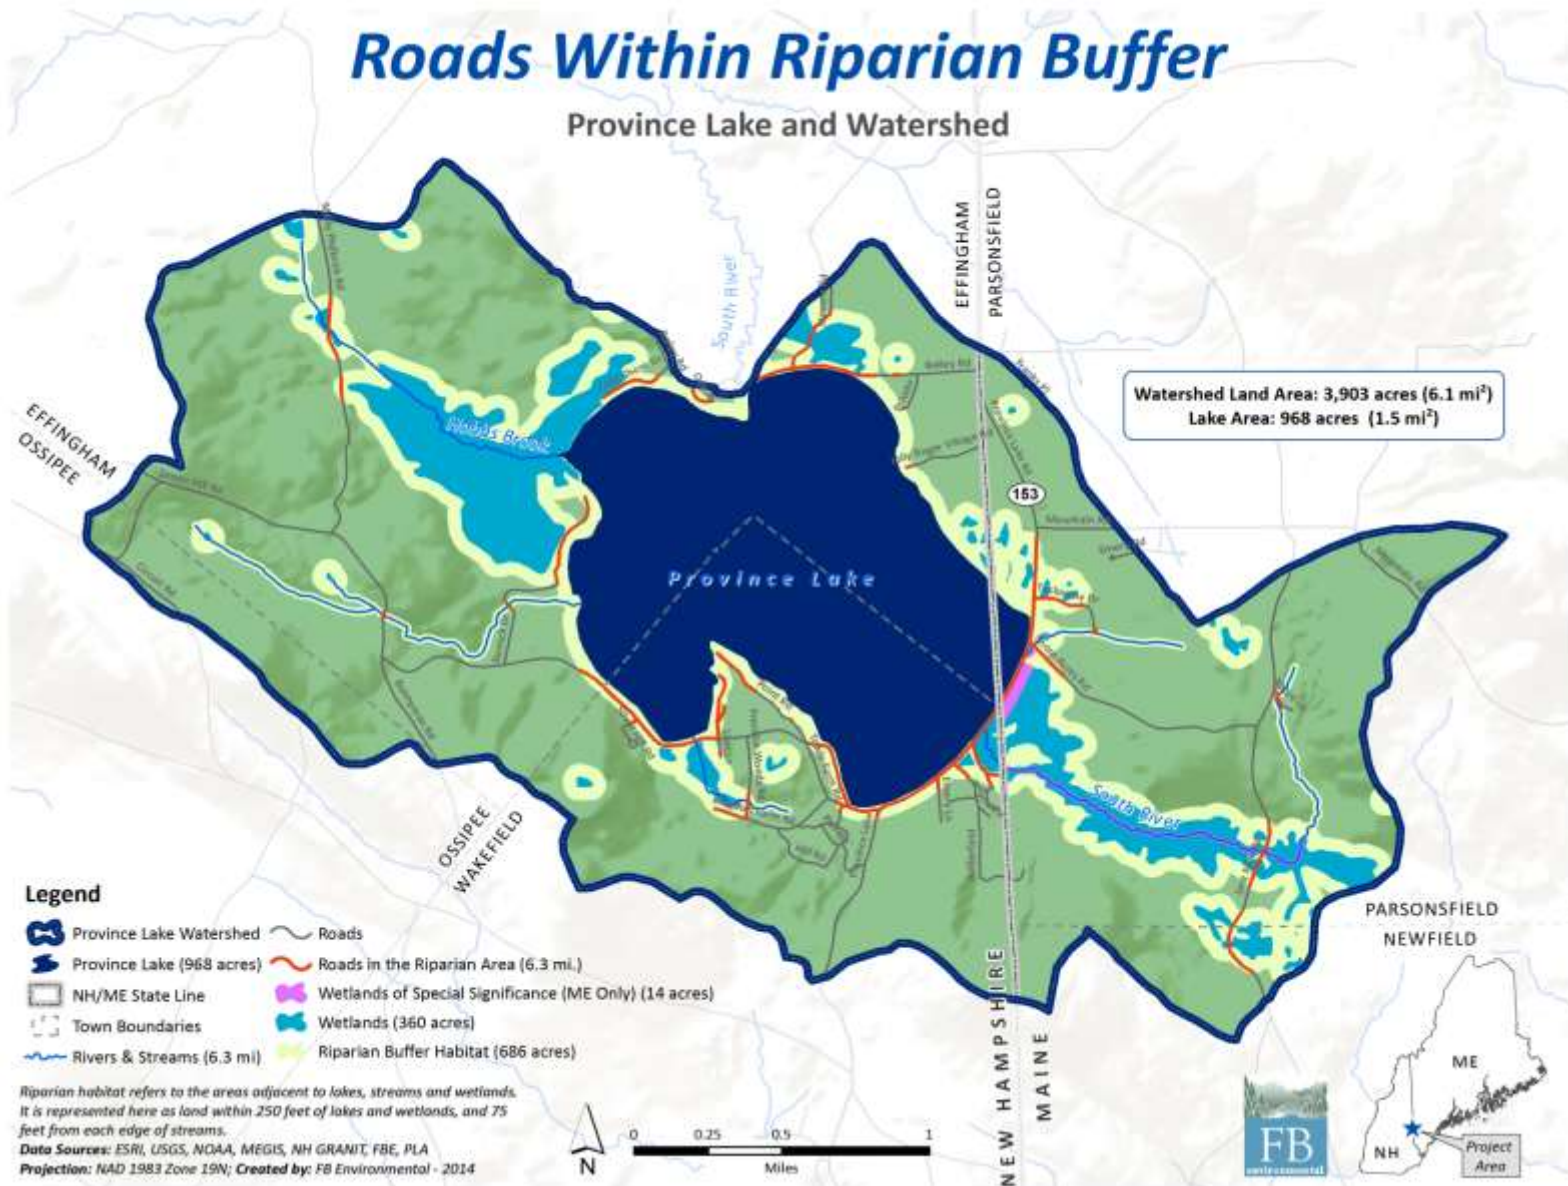 Roads Within Riparian Buffer
Province Lake and Watershed
EFFINGHAM
PARSONSFIELD
South River
Watershed Land Area: 3,903 acres (6.1 mi²)
Lake Area: 968 acres (1.5 mi²)
EFFINGHAM
OSSIPEE
Hobbs Brook
Bailey Rd
153
Province Lake
South River
OSSIPEE
WAKEFIELD
PARSONSFIELD
NEWFIELD
NEW HAMPSHIRE
MAINE
Legend
Province Lake Watershed
Roads
Province Lake (968 acres)
Roads in the Riparian Area (6.3 mi.)
NH/ME State Line
Wetlands of Special Significance (ME Only) (14 acres)
Town Boundaries
Wetlands (360 acres)
Rivers & Streams (6.3 mi)
Riparian Buffer Habitat (686 acres)
Riparian habitat refers to the areas adjacent to lakes, streams and wetlands.
It is represented here as land within 250 feet of lakes and wetlands, and 75
feet from each edge of streams.
Data Sources: ESRI, USGS, NOAA, MEGIS, NH GRANIT, FBE, PLA
Projection: NAD 1983 Zone 19N; Created by: FB Environmental - 2014
N
0 0.25 0.5 1
Miles
FB
environmental
ME
NH
Project
Area